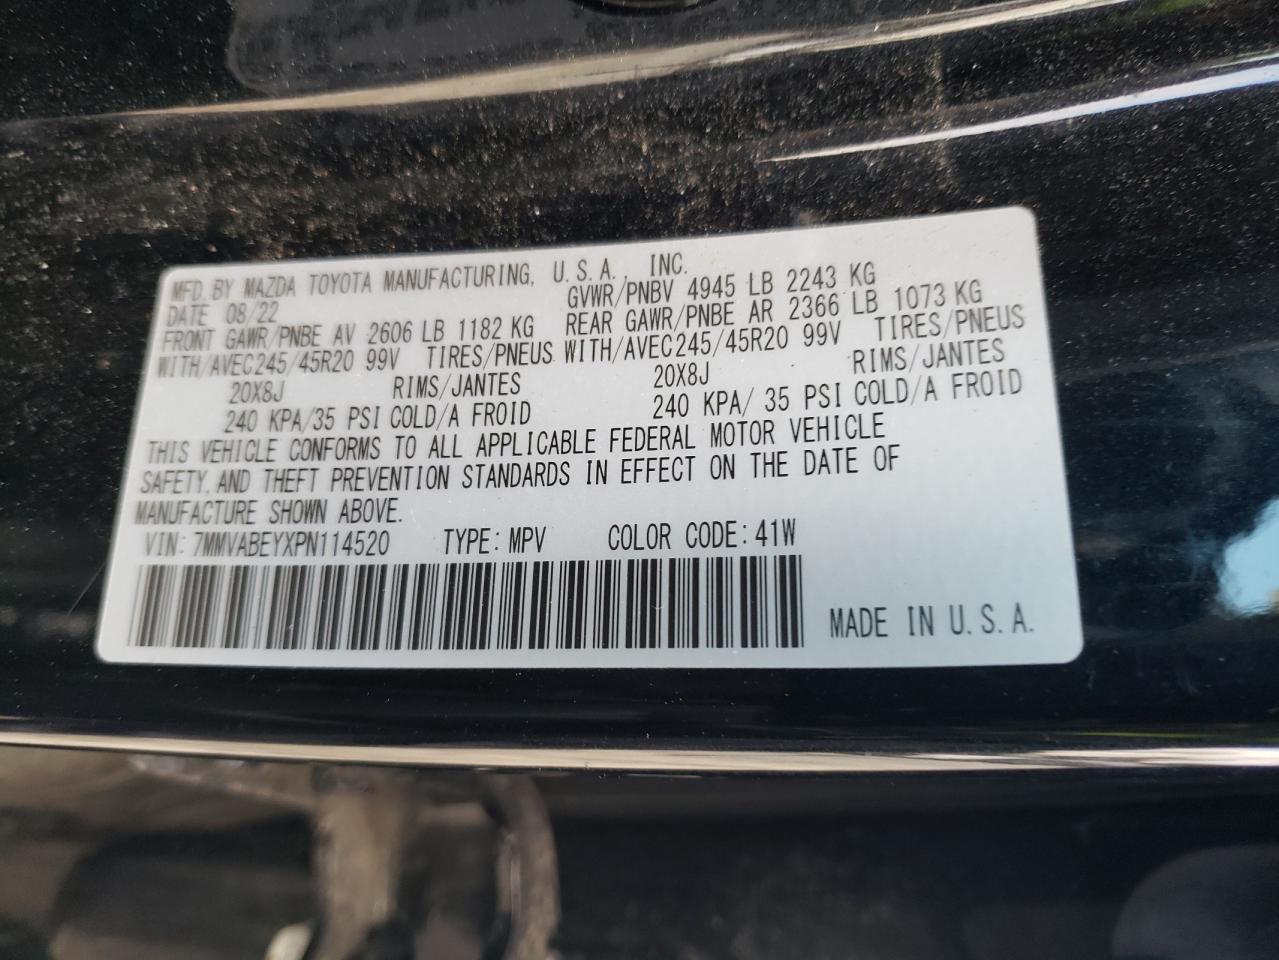 MFD. BY MAZDA TOYOTA MANUFACTURING, U.S.A., INC.
DATE 08/22 GVWR/PNBV 4945 LB 2243 KG
FRONT GAWR/PNBE AV 2606 LB 1182 KG REAR GAWR/PNBE AR 2366 LB 1073 KG
WITH/AVEC245/45R20 99V TIRES/PNEUS WITH/AVEC245/45R20 99V TIRES/PNEUS
20X8J RIMS/JANTES 20X8J RIMS/JANTES
240 KPA/35 PSI COLD/A FROID 240 KPA/ 35 PSI COLD/A FROID
THIS VEHICLE CONFORMS TO ALL APPLICABLE FEDERAL MOTOR VEHICLE
SAFETY, AND THEFT PREVENTION STANDARDS IN EFFECT ON THE DATE OF
MANUFACTURE SHOWN ABOVE.
VIN: 7MMVABEYXPN114520 TYPE: MPV COLOR CODE: 41W
MADE IN U.S.A.